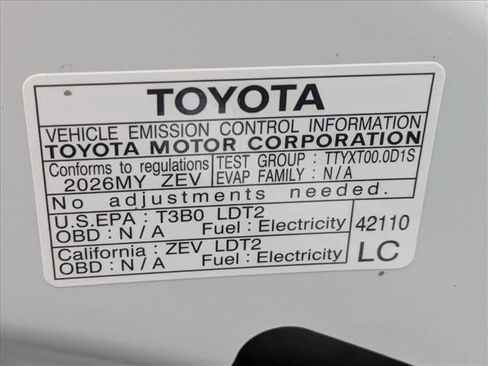 TOYOTA
VEHICLE EMISSION CONTROL INFORMATION
TOYOTA MOTOR CORPORATION
Conforms to regulations TEST GROUP : TTYXT00.0D1S
2026MY ZEV EVAP FAMILY : N/A
No adjustments needed.
U.S.EPA : T3B0 LDT2
OBD : N/A Fuel : Electricity
42110
California : ZEV LDT2
OBD : N/A Fuel : Electricity
LC